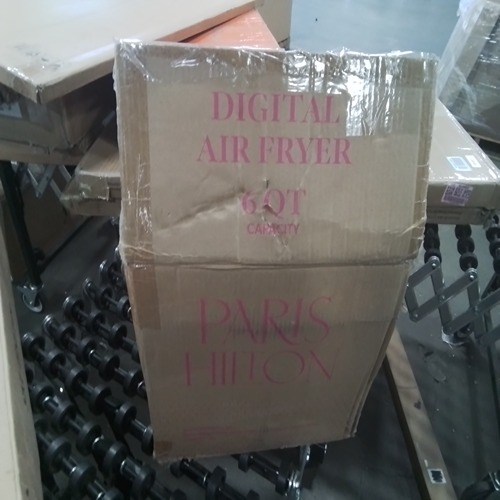 DIGITAL
AIR FRYER
6 QT
CAPACITY
PARIS
HILTON